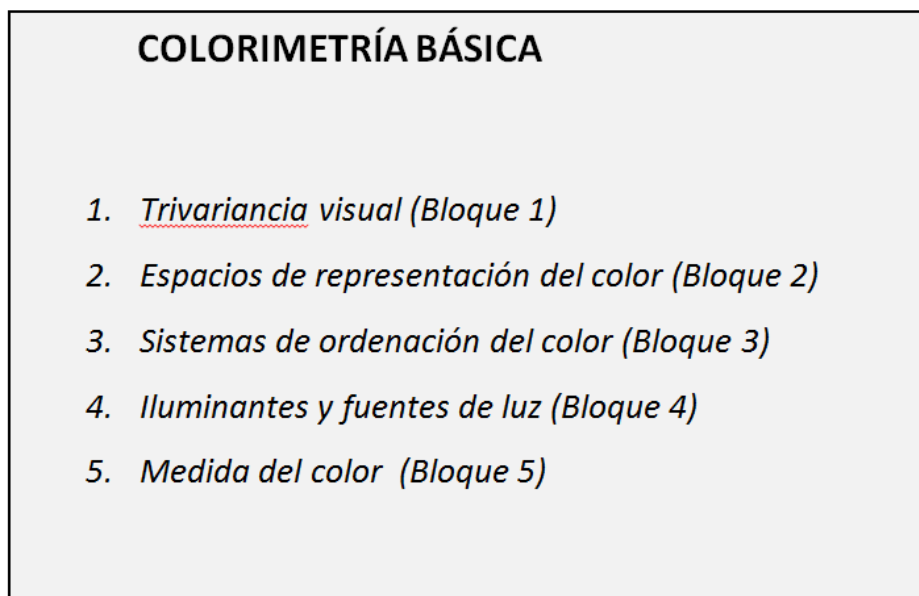 COLORIMETRÍA BÁSICA
1. Trivariancia visual (Bloque 1)
2. Espacios de representación del color (Bloque 2)
3. Sistemas de ordenación del color (Bloque 3)
4. Iluminantes y fuentes de luz (Bloque 4)
5. Medida del color (Bloque 5)